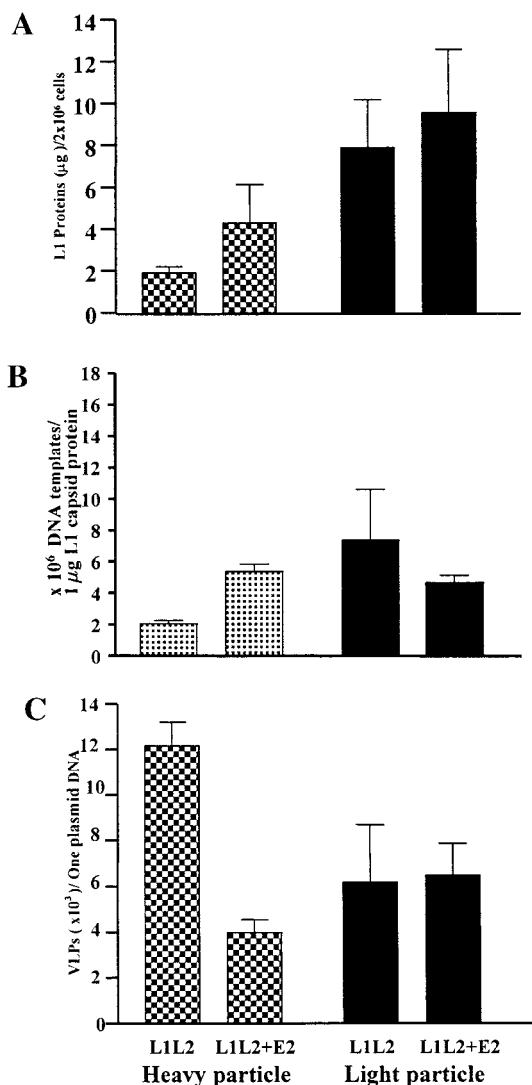 A
L1 Proteins (µg )/2x10⁶ cells
14
12
10
8
6
4
2
0
B
x 10⁶ DNA templates/
1 µg L1 capsid protein
18
16
14
12
10
8
6
4
2
0
C
VLPs ( x10³)/ One plasmid DNA
14
12
10
8
6
4
0
L1L2 L1L2+E2 L1L2 L1L2+E2
Heavy particle Light particle